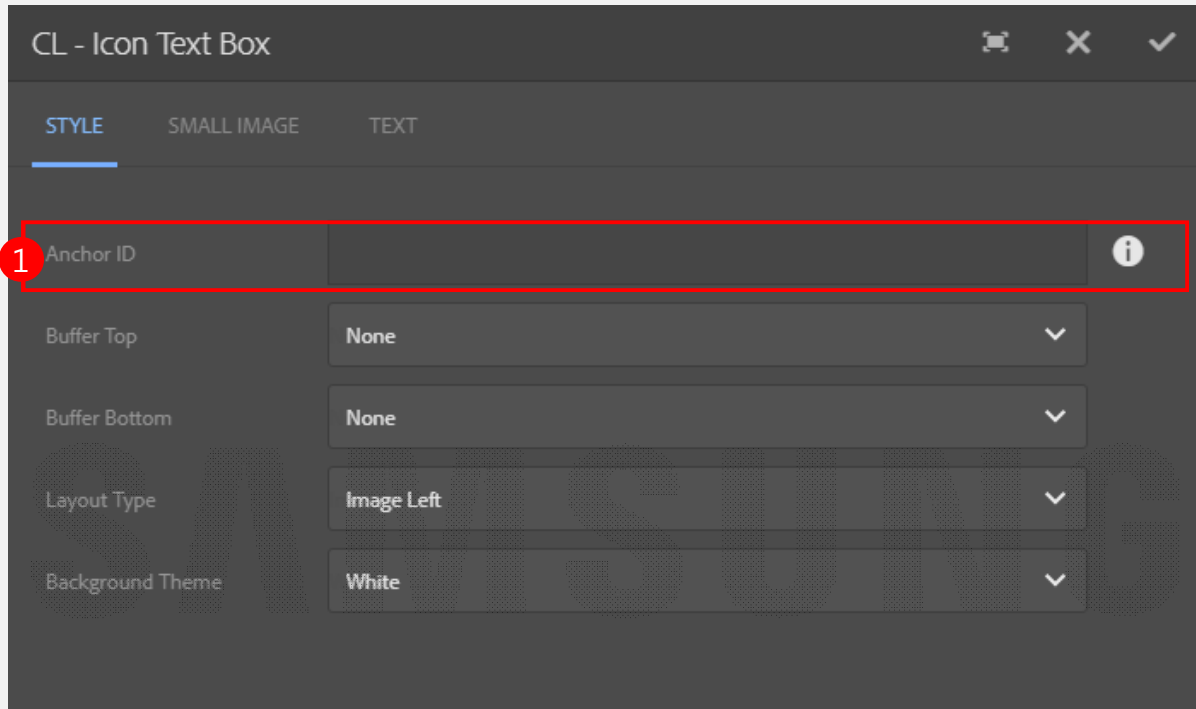 CL - Icon Text Box
STYLE SMALL IMAGE TEXT
1 Anchor ID
Buffer Top None
Buffer Bottom None
Layout Type Image Left
Background Theme White
SAMSUNG